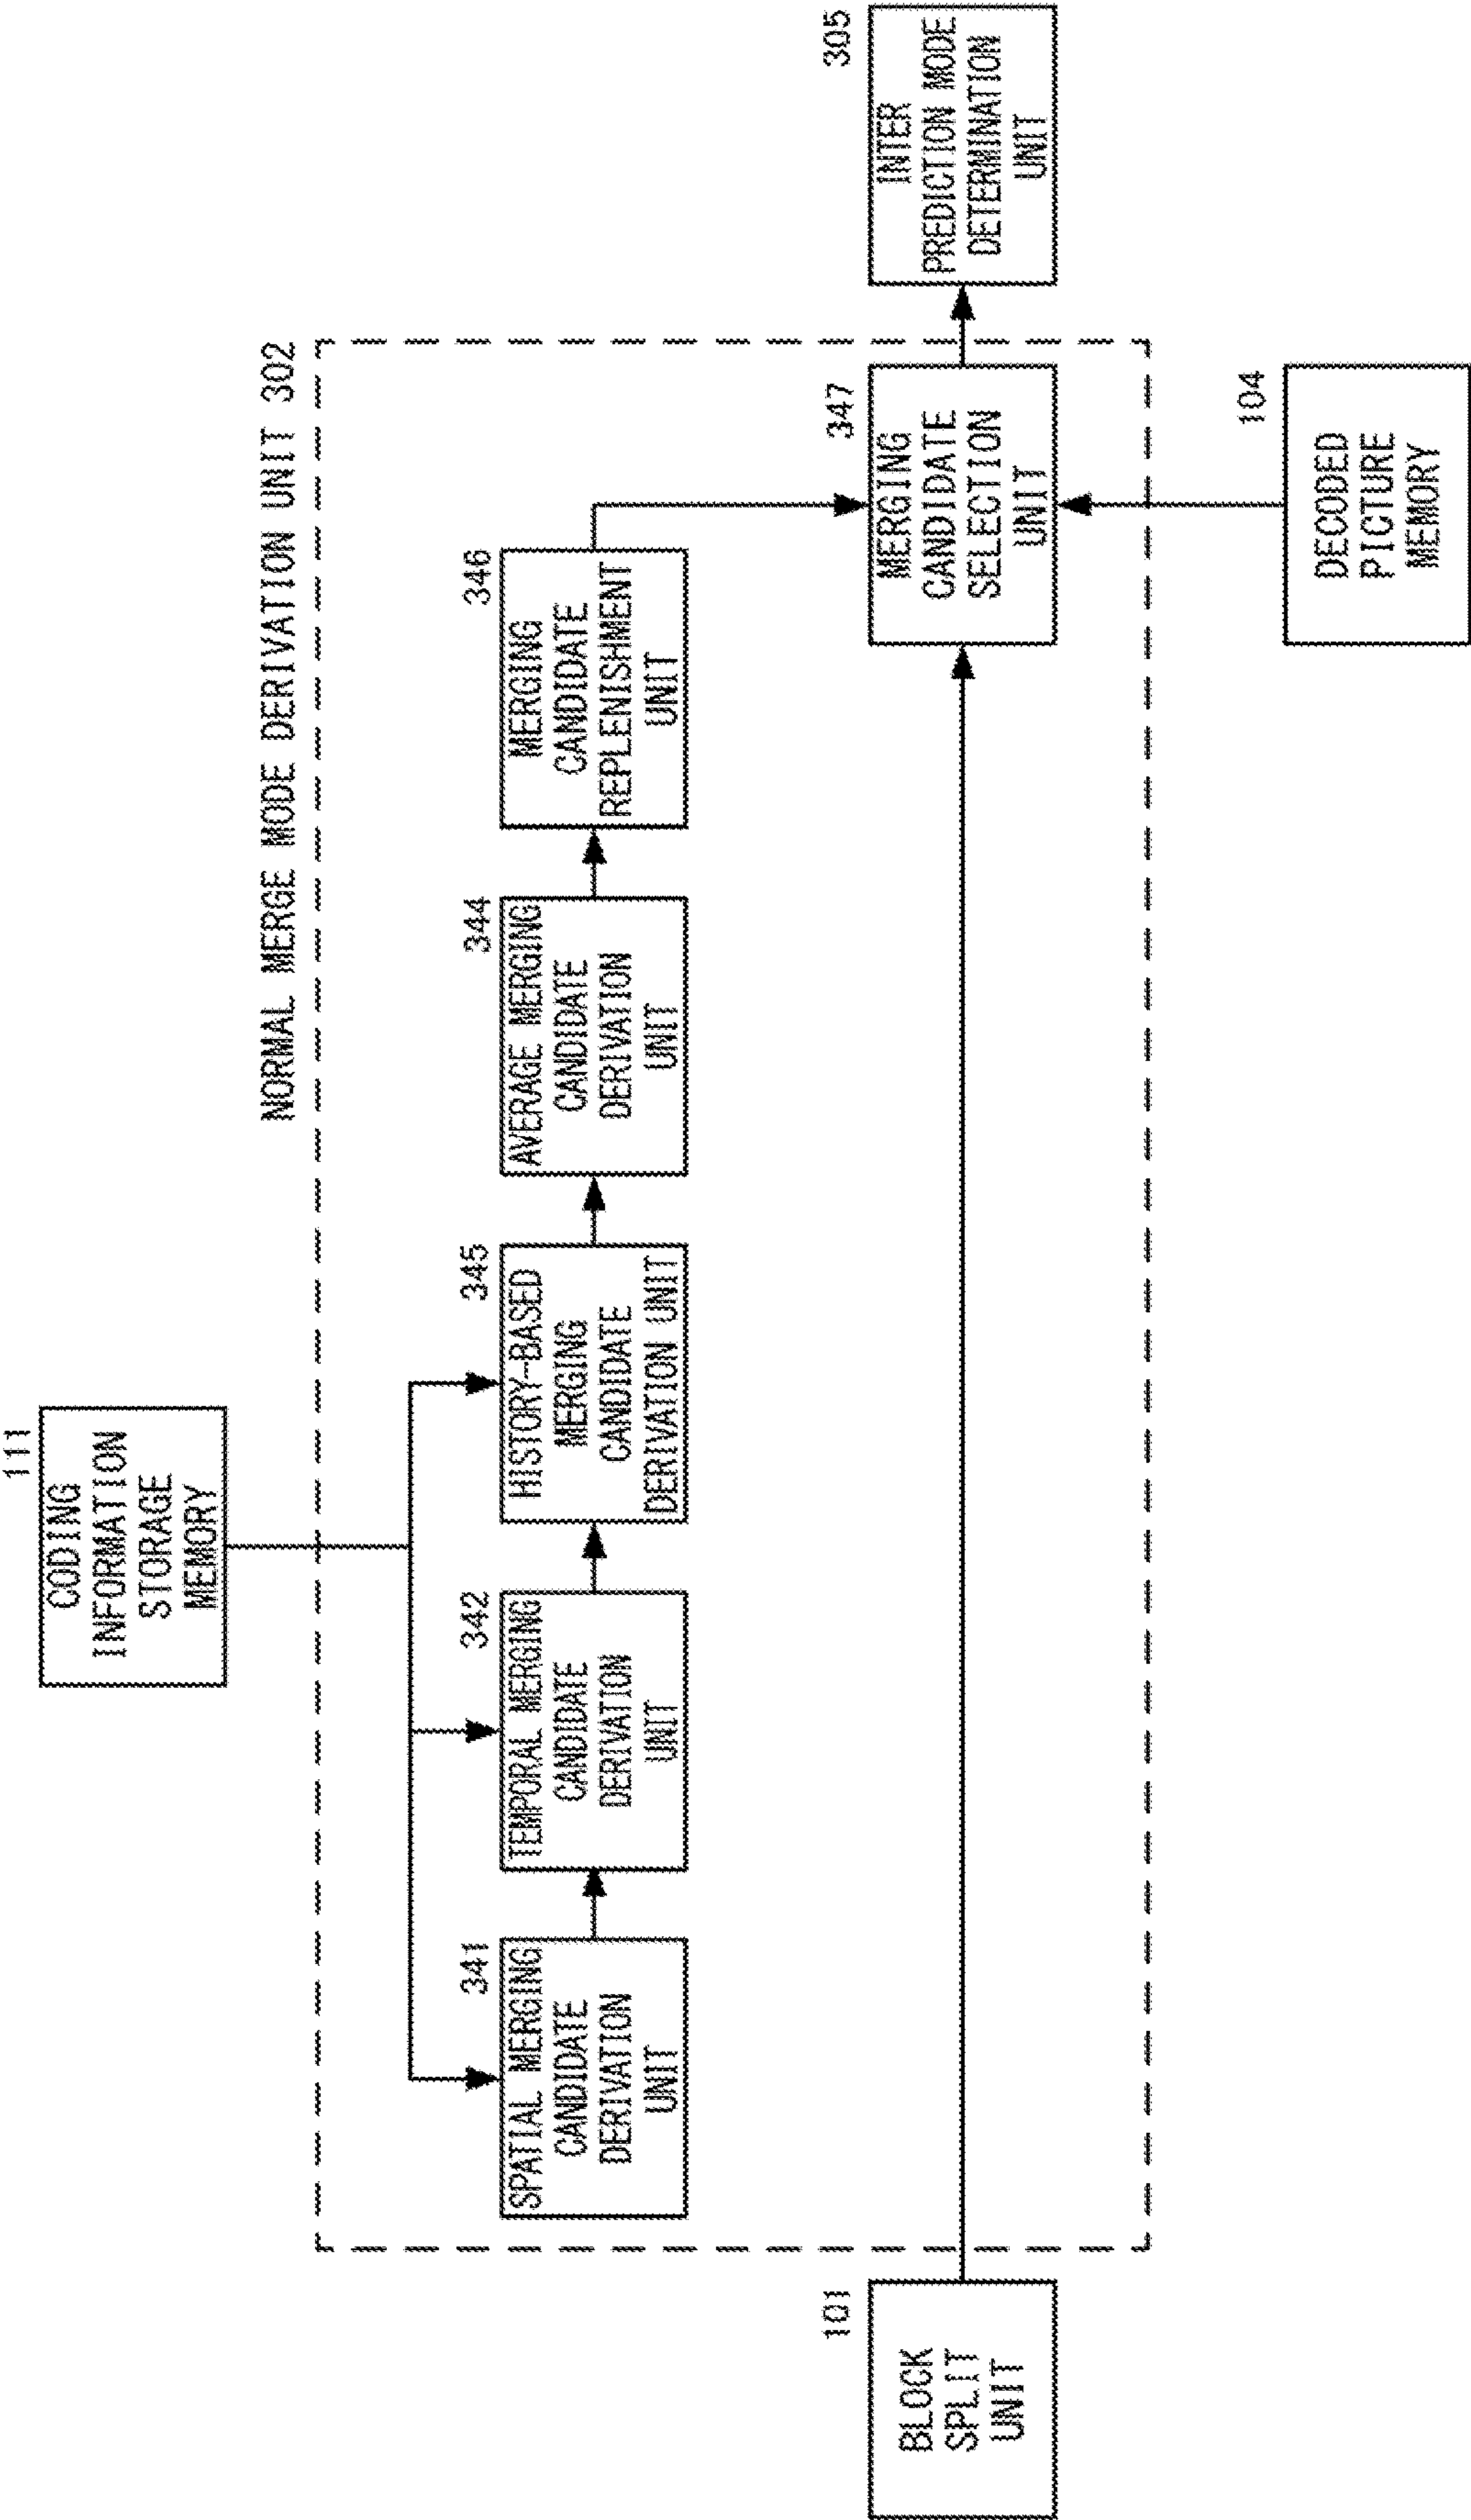 111
CODING
INFORMATION
STORAGE
MEMORY
NORMAL MERGE MODE DERIVATION UNIT 302
341
SPATIAL MERGING
CANDIDATE
DERIVATION
UNIT
342
TEMPORAL MERGING
CANDIDATE
DERIVATION
UNIT
345
HISTORY-BASED
MERGING
CANDIDATE
DERIVATION UNIT
344
AVERAGE MERGING
CANDIDATE
DERIVATION
UNIT
346
MERGING
CANDIDATE
REPLENISHMENT
UNIT
101
BLOCK
SPLIT
UNIT
347
MERGING
CANDIDATE
SELECTION
UNIT
305
INTER
PREDICTION MODE
DETERMINATION
UNIT
104
DECODED
PICTURE
MEMORY